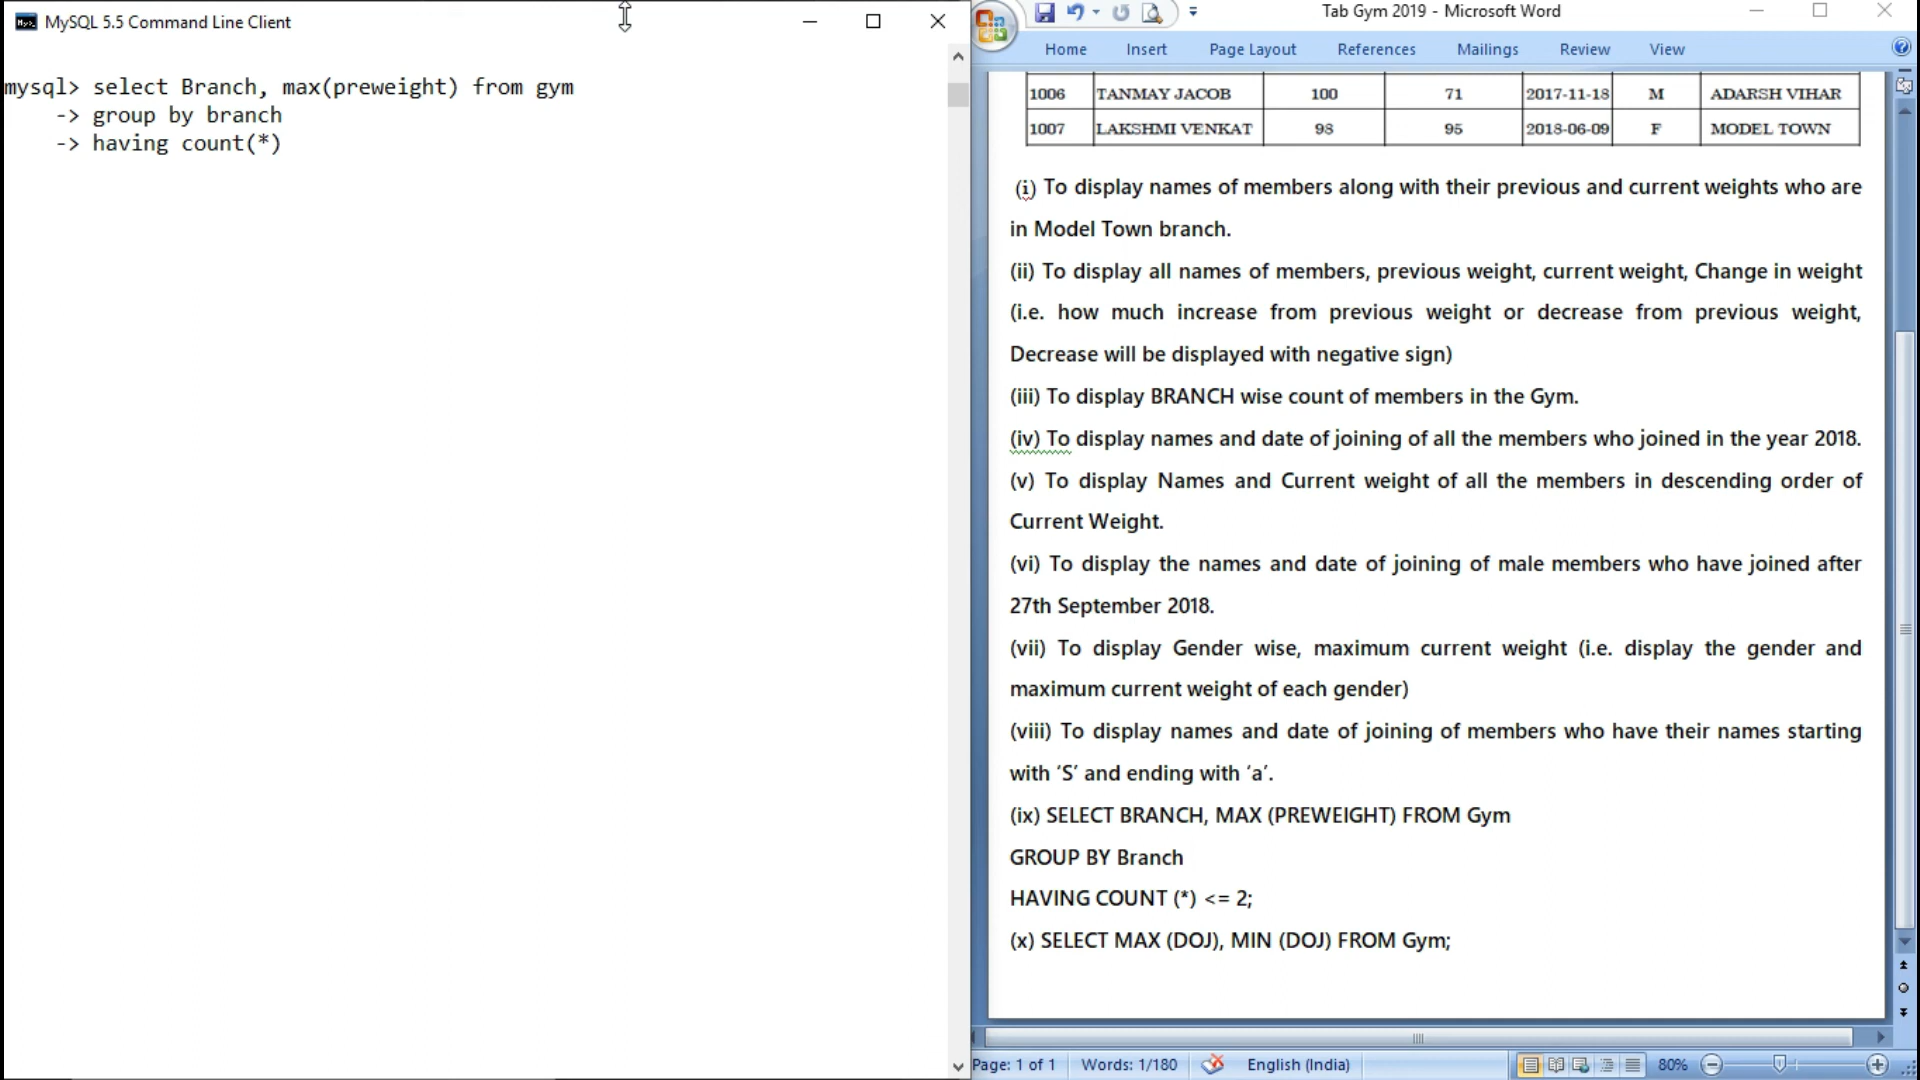 MySQL 5.5 Command Line Client
mysql> select Branch, max(preweight) from gym
-> group by branch
-> having count(*)
Tab Gym 2019 - Microsoft Word
Home Insert Page Layout References Mailings Review View
1006 TANMAY JACOB 100 71 2017-11-18 M ADARSH VIHAR
1007 LAKSHMI VENKAT 98 95 2018-06-09 F MODEL TOWN
(i) To display names of members along with their previous and current weights who are
in Model Town branch.
(ii) To display all names of members, previous weight, current weight, Change in weight
(i.e. how much increase from previous weight or decrease from previous weight,
Decrease will be displayed with negative sign)
(iii) To display BRANCH wise count of members in the Gym.
(iv) To display names and date of joining of all the members who joined in the year 2018.
(v) To display Names and Current weight of all the members in descending order of
Current Weight.
(vi) To display the names and date of joining of male members who have joined after
27th September 2018.
(vii) To display Gender wise, maximum current weight (i.e. display the gender and
maximum current weight of each gender)
(viii) To display names and date of joining of members who have their names starting
with ‘S’ and ending with ‘a’.
(ix) SELECT BRANCH, MAX (PREWEIGHT) FROM Gym
GROUP BY Branch
HAVING COUNT (*) <= 2;
(x) SELECT MAX (DOJ), MIN (DOJ) FROM Gym;
Page: 1 of 1 Words: 1/180 English (India) 80%